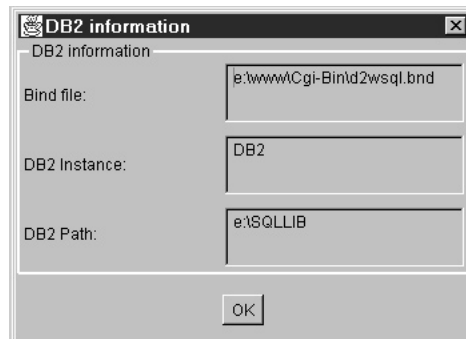 DB2 information
DB2 information
Bind file:
e:\www\Cgi-Bin\d2wsql.bnd
DB2 Instance:
DB2
DB2 Path:
e:\SQLLIB
OK